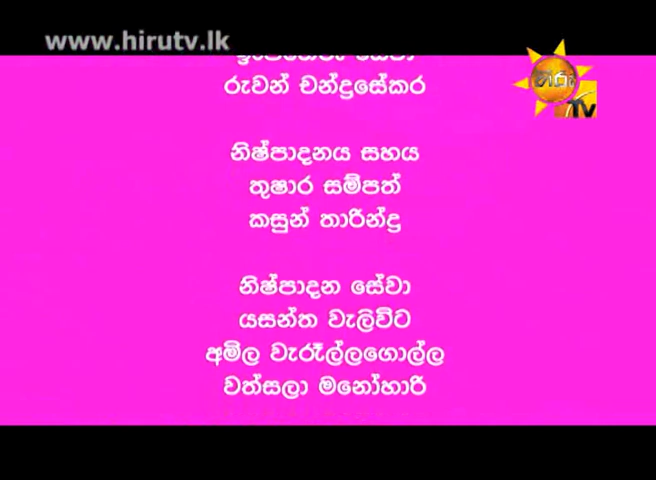 www.hirutv.lk
රුවන් චන්ද්‍රසේකර
හිරු
TV
නිෂ්පාදනය සහය
තුෂාර සම්පත්
කසුන් තාරින්ද්‍ර
නිෂ්පාදන සේවා
යසන්ත වැලිවිට
අමිල වැරෑල්ලගොල්ල
වත්සලා මනෝහාරී